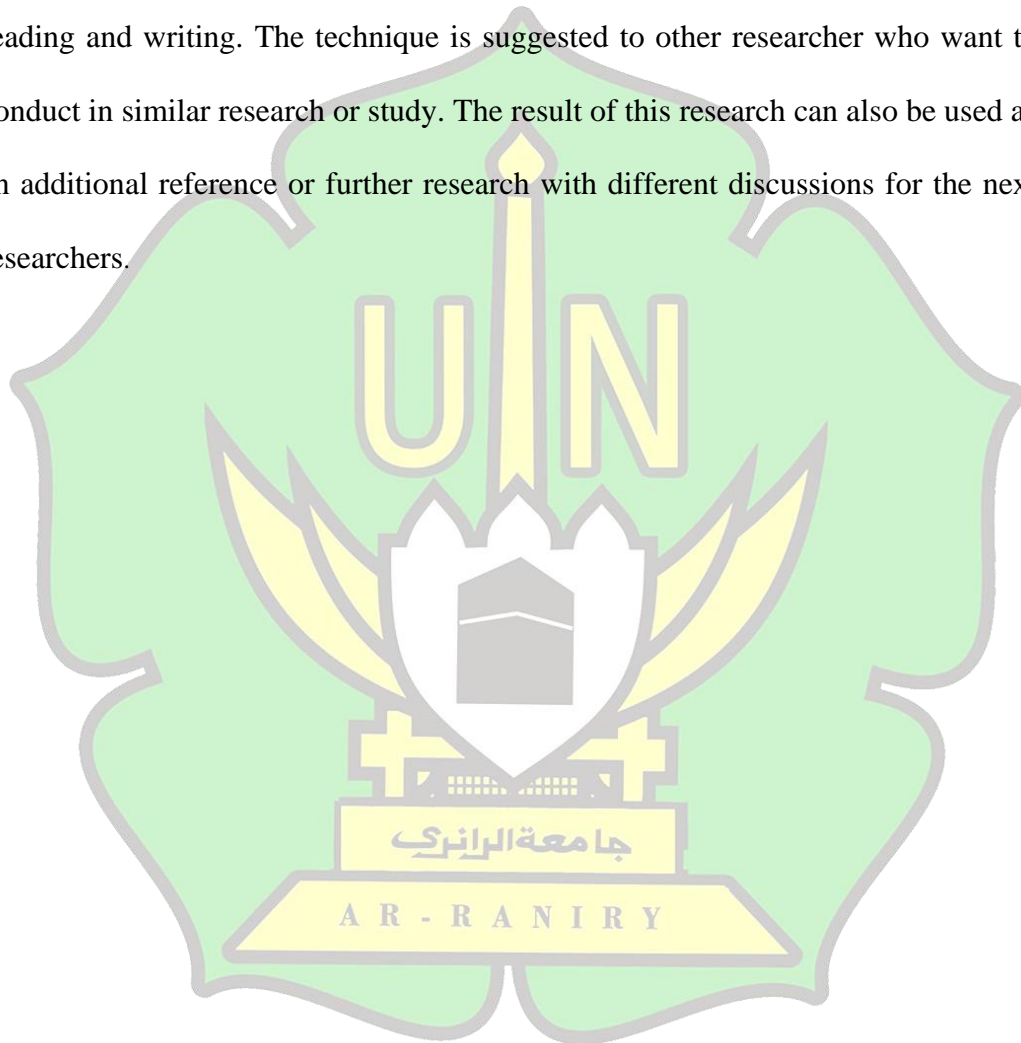 eading and writing. The technique is suggested to other researcher who want t
onduct in similar research or study. The result of this research can also be used a
n additional reference or further research with different discussions for the nex
esearchers.
UIN
جامعة الرانري
AR-RANIRY